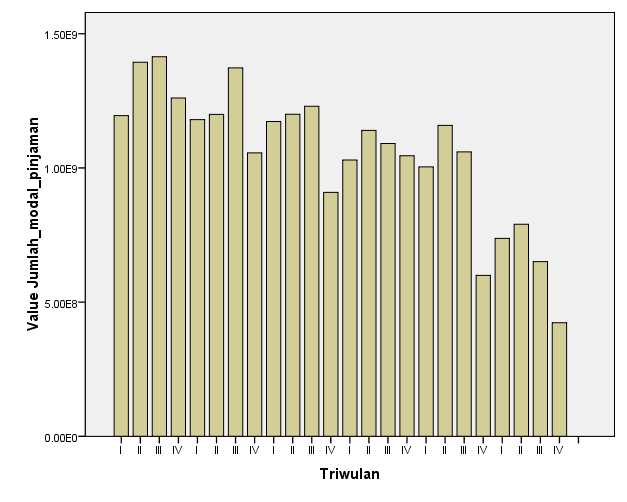 Value Jumlah_modal_pinjaman
1.50E9
1.00E9
5.00E8
0.00E0
I II III IV I II III IV I II III IV I II III IV I II III IV I II III IV
Triwulan